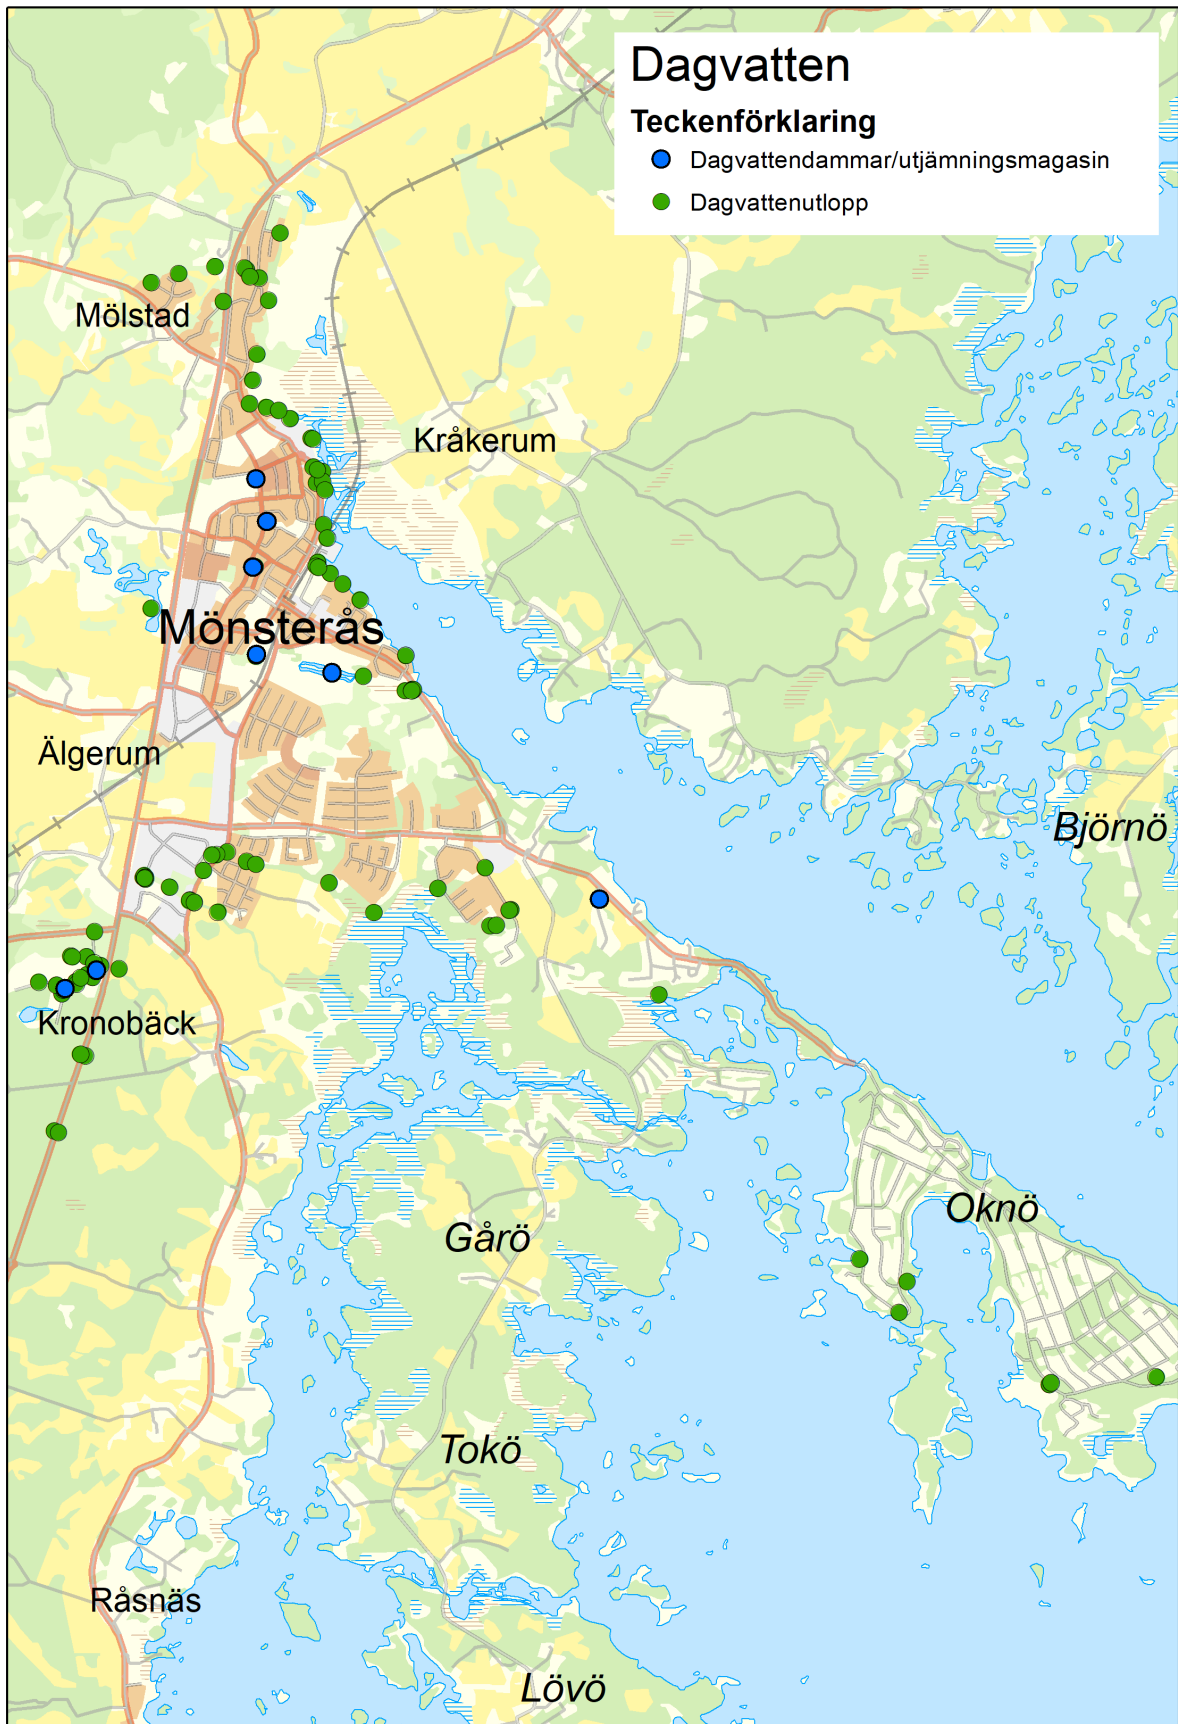 Dagvatten
Teckenförklaring
Dagvattendammar/utjämningsmagasin
Dagvattenutlopp
Mölstad
Kråkerum
Mönsterås
Älgerum
Björnö
Kronobäck
Oknö
Gårö
Tokö
Råsnäs
Lövö